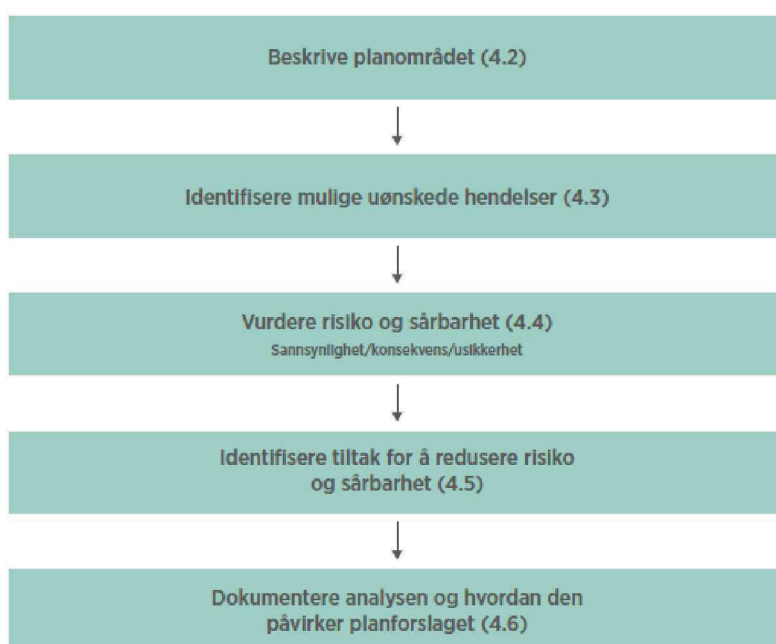 Beskrive planområdet (4.2)
Identifisere mulige uønskede hendelser (4.3)
Vurdere risiko og sårbarhet (4.4)
Sannsynlighet/konsekvens/usikkerhet
Identifisere tiltak for å redusere risiko
og sårbarhet (4.5)
Dokumentere analysen og hvordan den
påvirker planforslaget (4.6)